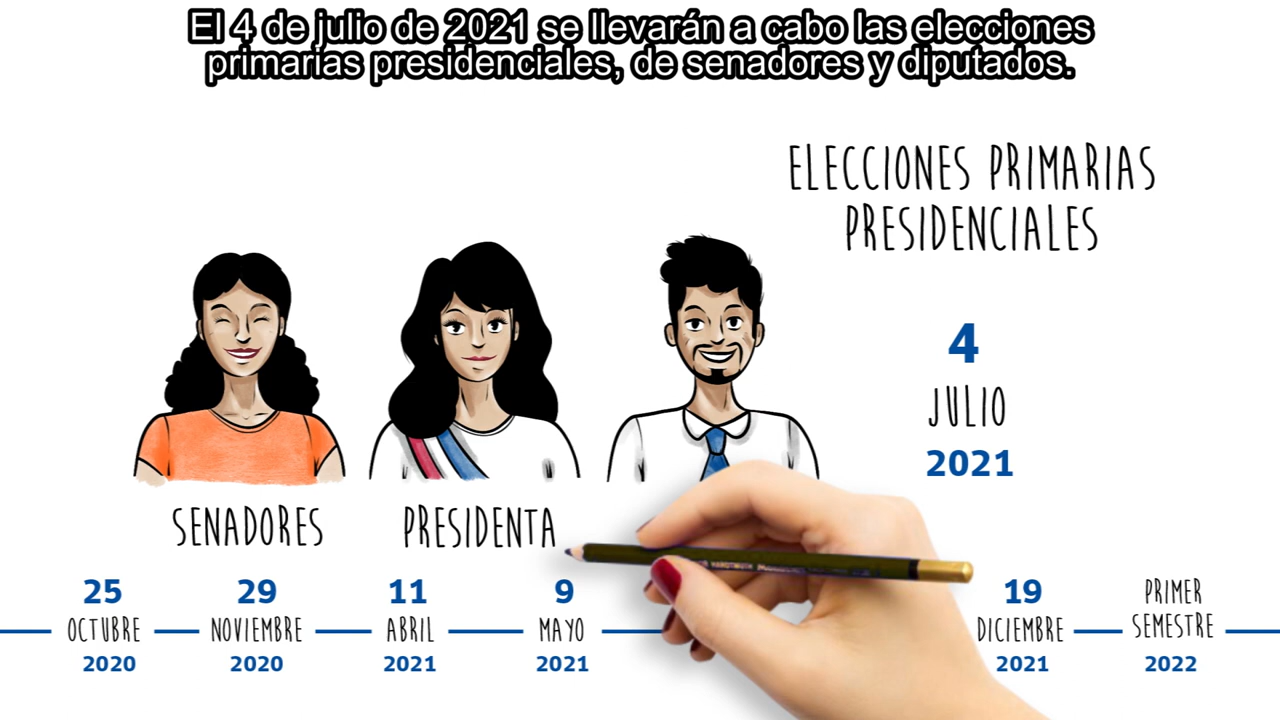 El 4 de julio de 2021 se llevarán a cabo las elecciones
primarias presidenciales, de senadores y diputados.
ELECCIONES PRIMARIAS
PRESIDENCIALES
4
JULIO
2021
SENADORES
PRESIDENTA
25
OCTUBRE
2020
29
NOVIEMBRE
2020
11
ABRIL
2021
9
MAYO
2021
19
DICIEMBRE
2021
PRIMER
SEMESTRE
2022